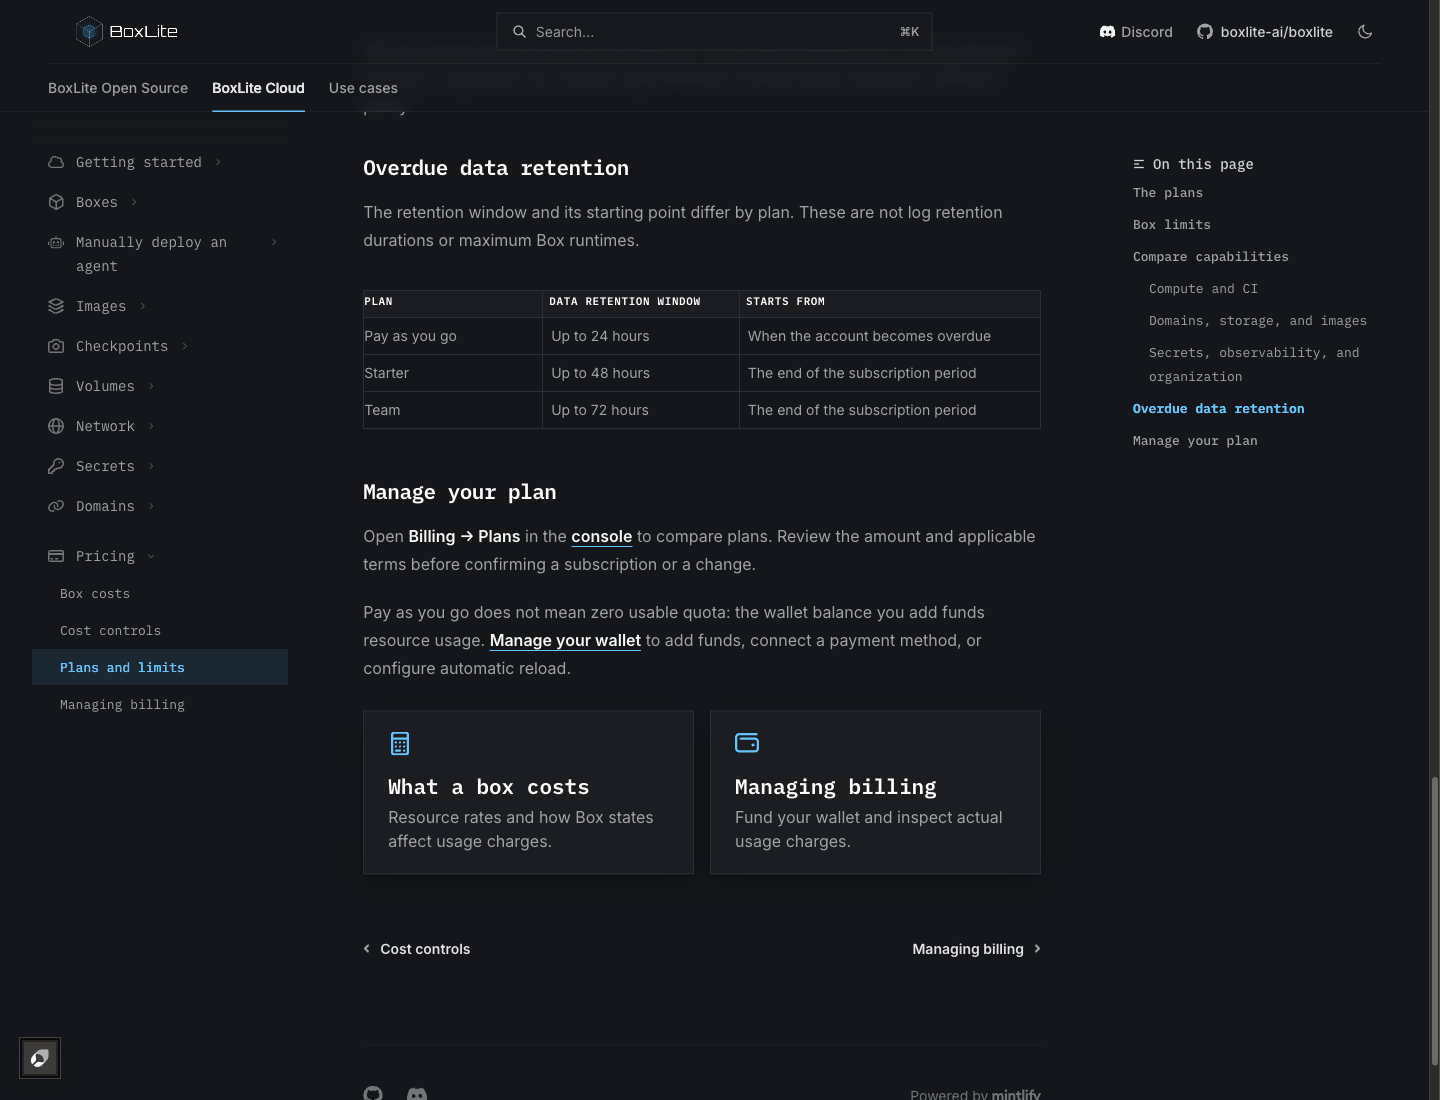 BoxLite
Search...
⌘K
Discord
boxlite-ai/boxlite
BoxLite Open Source
BoxLite Cloud
Use cases
Getting started
Boxes
Manually deploy an
agent
Images
Checkpoints
Volumes
Network
Secrets
Domains
Pricing
Box costs
Cost controls
Plans and limits
Managing billing
Overdue data retention
The retention window and its starting point differ by plan. These are not log retention
durations or maximum Box runtimes.
PLAN
DATA RETENTION WINDOW
STARTS FROM
Pay as you go
Up to 24 hours
When the account becomes overdue
Starter
Up to 48 hours
The end of the subscription period
Team
Up to 72 hours
The end of the subscription period
Manage your plan
Open Billing → Plans in the console to compare plans. Review the amount and applicable
terms before confirming a subscription or a change.
Pay as you go does not mean zero usable quota: the wallet balance you add funds
resource usage. Manage your wallet to add funds, connect a payment method, or
configure automatic reload.
What a box costs
Resource rates and how Box states
affect usage charges.
Managing billing
Fund your wallet and inspect actual
usage charges.
Cost controls
Managing billing
Powered by mintlify
On this page
The plans
Box limits
Compare capabilities
Compute and CI
Domains, storage, and images
Secrets, observability, and
organization
Overdue data retention
Manage your plan